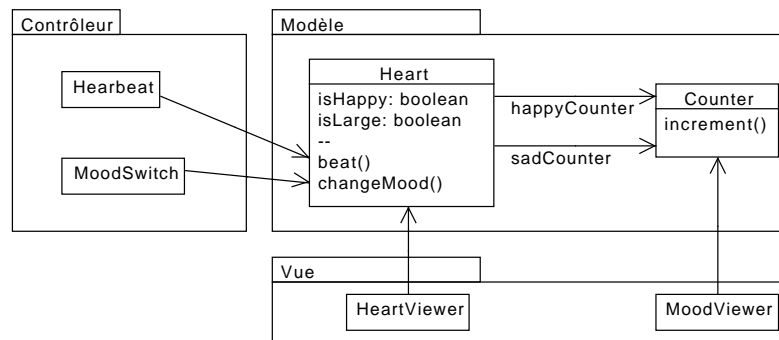 Contrôleur
Hearbeat
MoodSwitch
Modèle
Heart
isHappy: boolean
isLarge: boolean
--
beat()
changeMood()
happyCounter
sadCounter
Counter
increment()
Vue
HeartViewer
MoodViewer